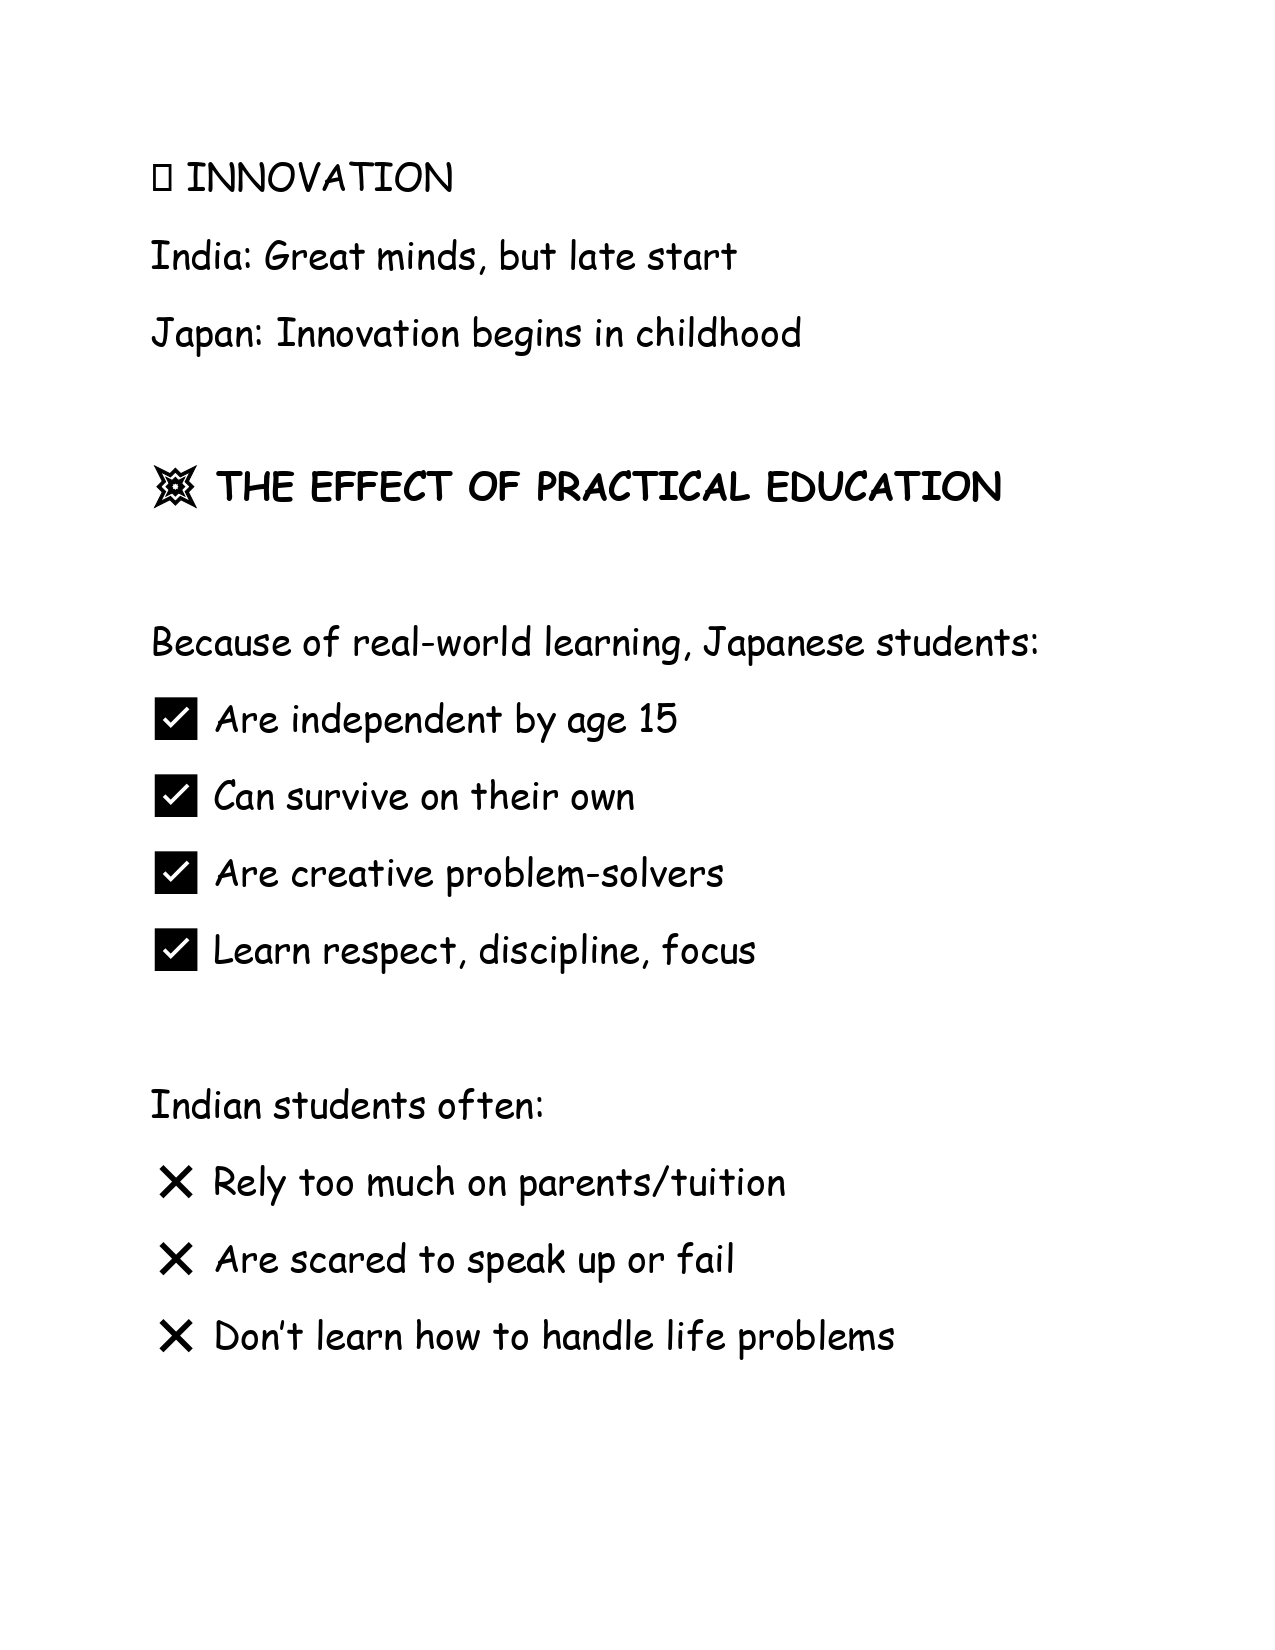 INNOVATION
India: Great minds, but late start
Japan: Innovation begins in childhood
💥 THE EFFECT OF PRACTICAL EDUCATION
Because of real-world learning, Japanese students:
✅ Are independent by age 15
✅ Can survive on their own
✅ Are creative problem-solvers
✅ Learn respect, discipline, focus
Indian students often:
❌ Rely too much on parents/tuition
❌ Are scared to speak up or fail
❌ Don’t learn how to handle life problems